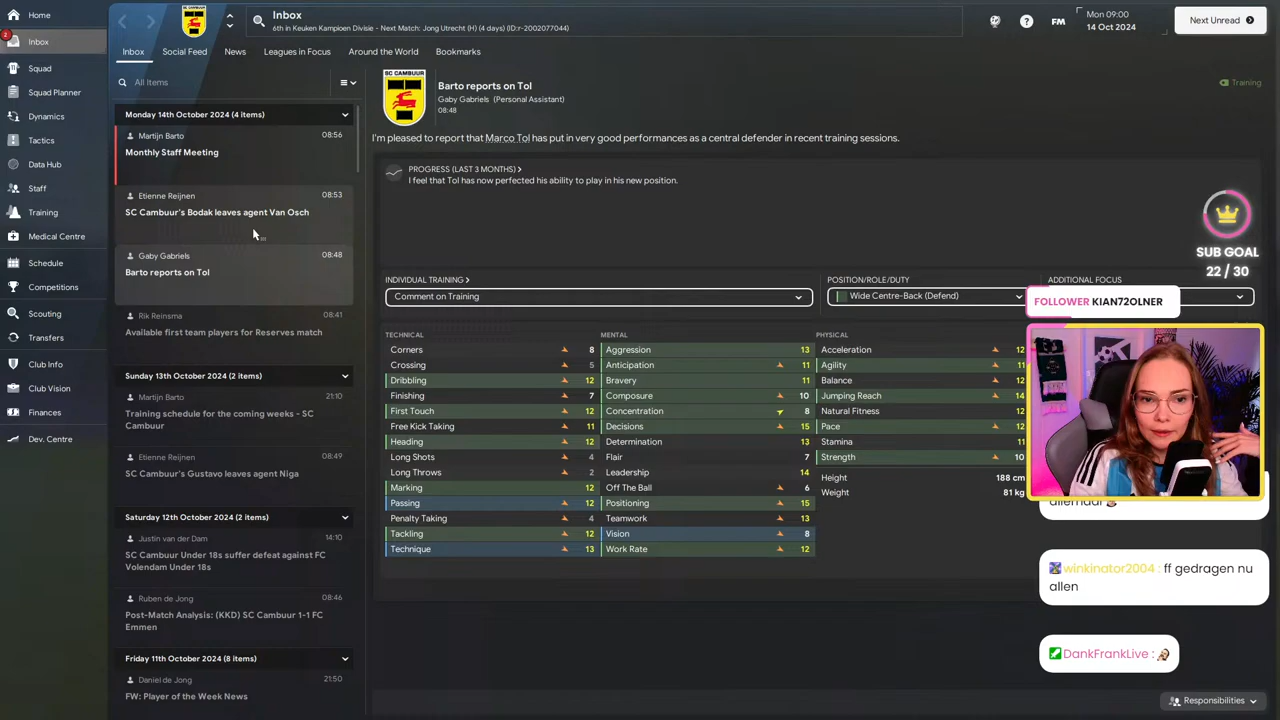 Home
2
Inbox
Squad
Squad Planner
Dynamics
Tactics
Data Hub
Staff
Training
Medical Centre
Schedule
Competitions
Scouting
Transfers
Club Info
Club Vision
Finances
Dev. Centre
SC CAMBUUR
Inbox
6th in Keuken Kampioen Divisie - Next Match: Jong Utrecht (H) (4 days) (ID:r-2002077044)
FM
Mon 09:00
14 Oct 2024
Next Unread
Inbox
Social Feed
News
Leagues in Focus
Around the World
Bookmarks
All Items
Monday 14th October 2024 (4 items)
Martijn Barto 08:56
Monthly Staff Meeting
Etienne Reijnen 08:53
SC Cambuur's Bodak leaves agent Van Osch
Gaby Gabriels 08:48
Barto reports on Tol
Rik Reinsma 08:41
Available first team players for Reserves match
Sunday 13th October 2024 (2 items)
Martijn Barto 21:10
Training schedule for the coming weeks - SC
Cambuur
Etienne Reijnen 08:49
SC Cambuur's Gustavo leaves agent Niga
Saturday 12th October 2024 (2 items)
Justin van der Dam 14:10
SC Cambuur Under 18s suffer defeat against FC
Volendam Under 18s
Ruben de Jong 08:46
Post-Match Analysis: (KKD) SC Cambuur 1-1 FC
Emmen
Friday 11th October 2024 (8 items)
Daniel de Jong 21:50
FW: Player of the Week News
SC CAMBUUR
Barto reports on Tol
Gaby Gabriels (Personal Assistant)
08:48
Training
I'm pleased to report that Marco Tol has put in very good performances as a central defender in recent training sessions.
PROGRESS (LAST 3 MONTHS)
I feel that Tol has now perfected his ability to play in his new position.
INDIVIDUAL TRAINING
Comment on Training
POSITION/ROLE/DUTY
Wide Centre-Back (Defend)
ADDITIONAL FOCUS
TECHNICAL
Corners 8
Crossing 5
Dribbling 12
Finishing 7
First Touch 12
Free Kick Taking 11
Heading 12
Long Shots 4
Long Throws 2
Marking 12
Passing 12
Penalty Taking 4
Tackling 12
Technique 13
MENTAL
Aggression 13
Anticipation 11
Bravery 11
Composure 10
Concentration 8
Decisions 15
Determination 13
Flair 7
Leadership 14
Off The Ball 6
Positioning 15
Teamwork 13
Vision 8
Work Rate 12
PHYSICAL
Acceleration 12
Agility 11
Balance 12
Jumping Reach 14
Natural Fitness 12
Pace 12
Stamina 11
Strength 10
Height 188 cm
Weight 81 kg
SUB GOAL
22 / 30
FOLLOWER KIAN72OLNER
allemaal
winkinator2004 : ff gedragen nu
allen
DankFrankLive :
Responsibilities